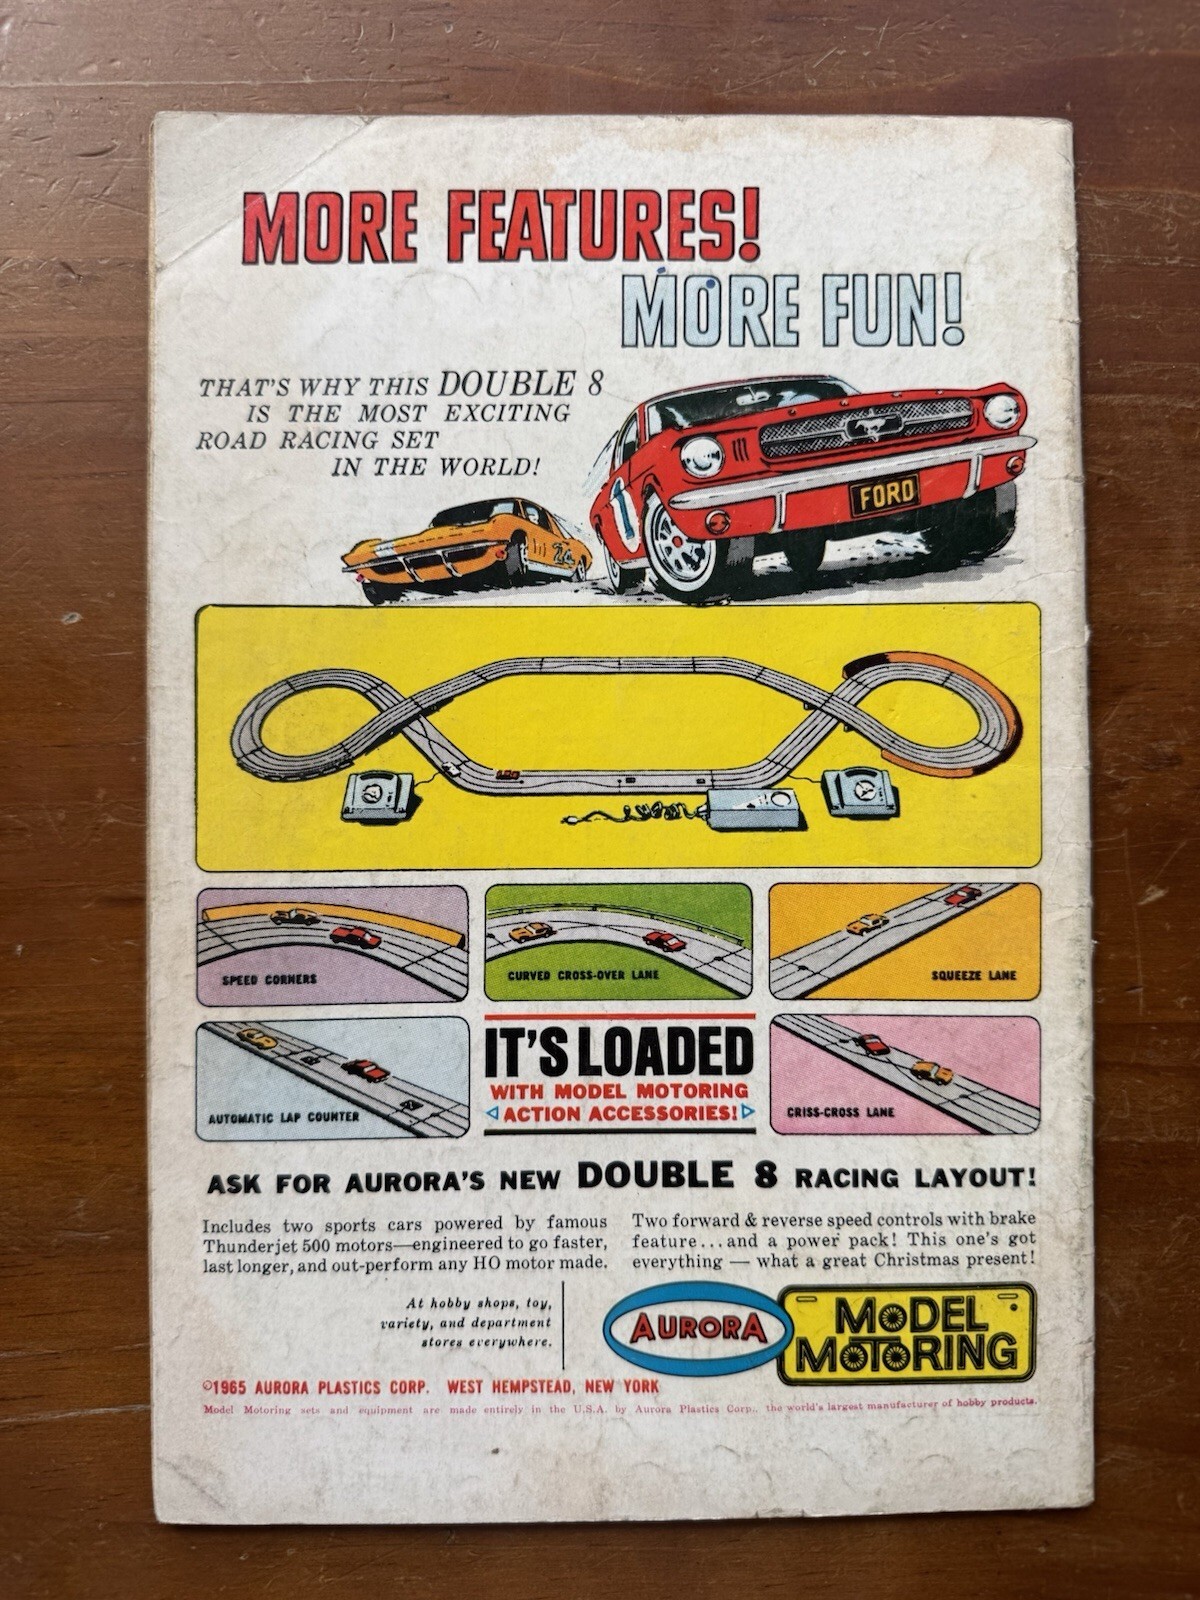 MORE FEATURES!
MORE FUN!
THAT'S WHY THIS DOUBLE 8
IS THE MOST EXCITING
ROAD RACING SET
IN THE WORLD!
FORD
1
24
SPEED CORNERS
CURVED CROSS-OVER LANE
SQUEEZE LANE
AUTOMATIC LAP COUNTER
IT'S LOADED
WITH MODEL MOTORING
ACTION ACCESSORIES!
CRISS-CROSS LANE
ASK FOR AURORA'S NEW DOUBLE 8 RACING LAYOUT!
Includes two sports cars powered by famous
Thunderjet 500 motors—engineered to go faster,
last longer, and out-perform any HO motor made.
Two forward & reverse speed controls with brake
feature...and a power pack! This one's got
everything — what a great Christmas present!
At hobby shops, toy,
variety, and department
stores everywhere.
AURORA
MODEL
MOTORING
©1965 AURORA PLASTICS CORP. WEST HEMPSTEAD, NEW YORK
Model Motoring sets and equipment are made entirely in the U.S.A. by Aurora Plastics Corp., the world's largest manufacturer of hobby products.